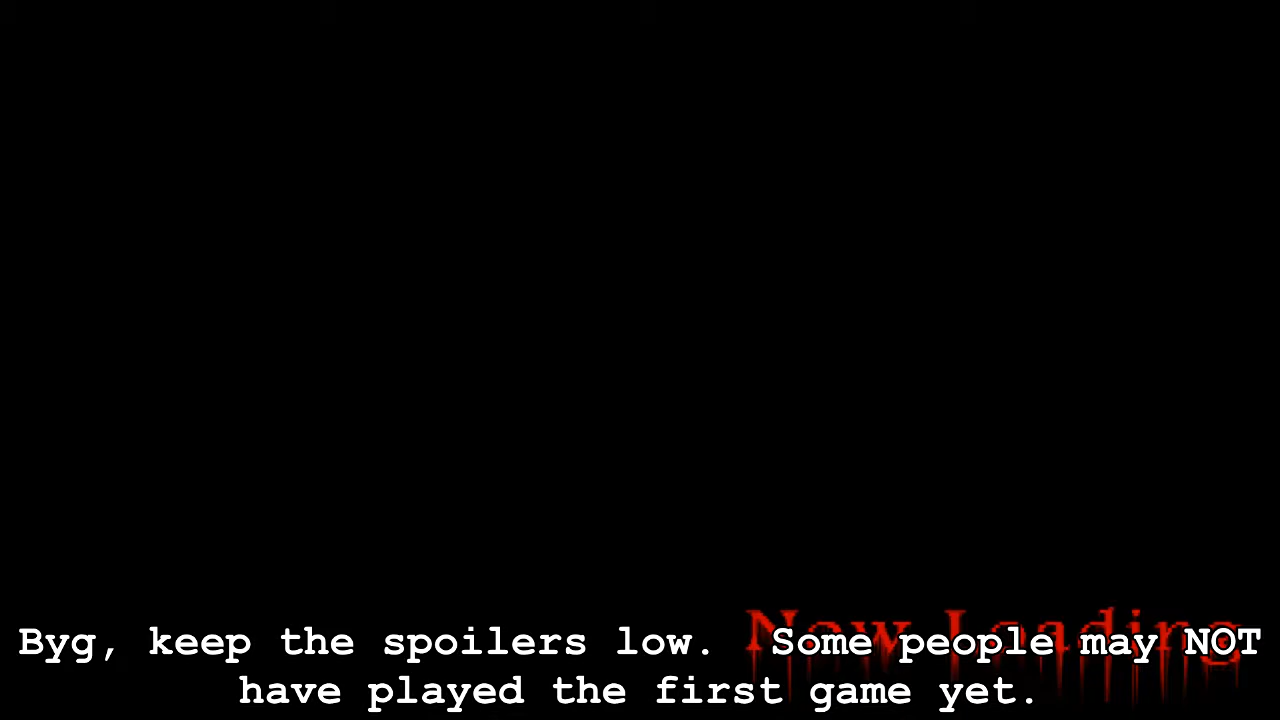 Now Loading
Byg, keep the spoilers low.  Some people may NOT
have played the first game yet.